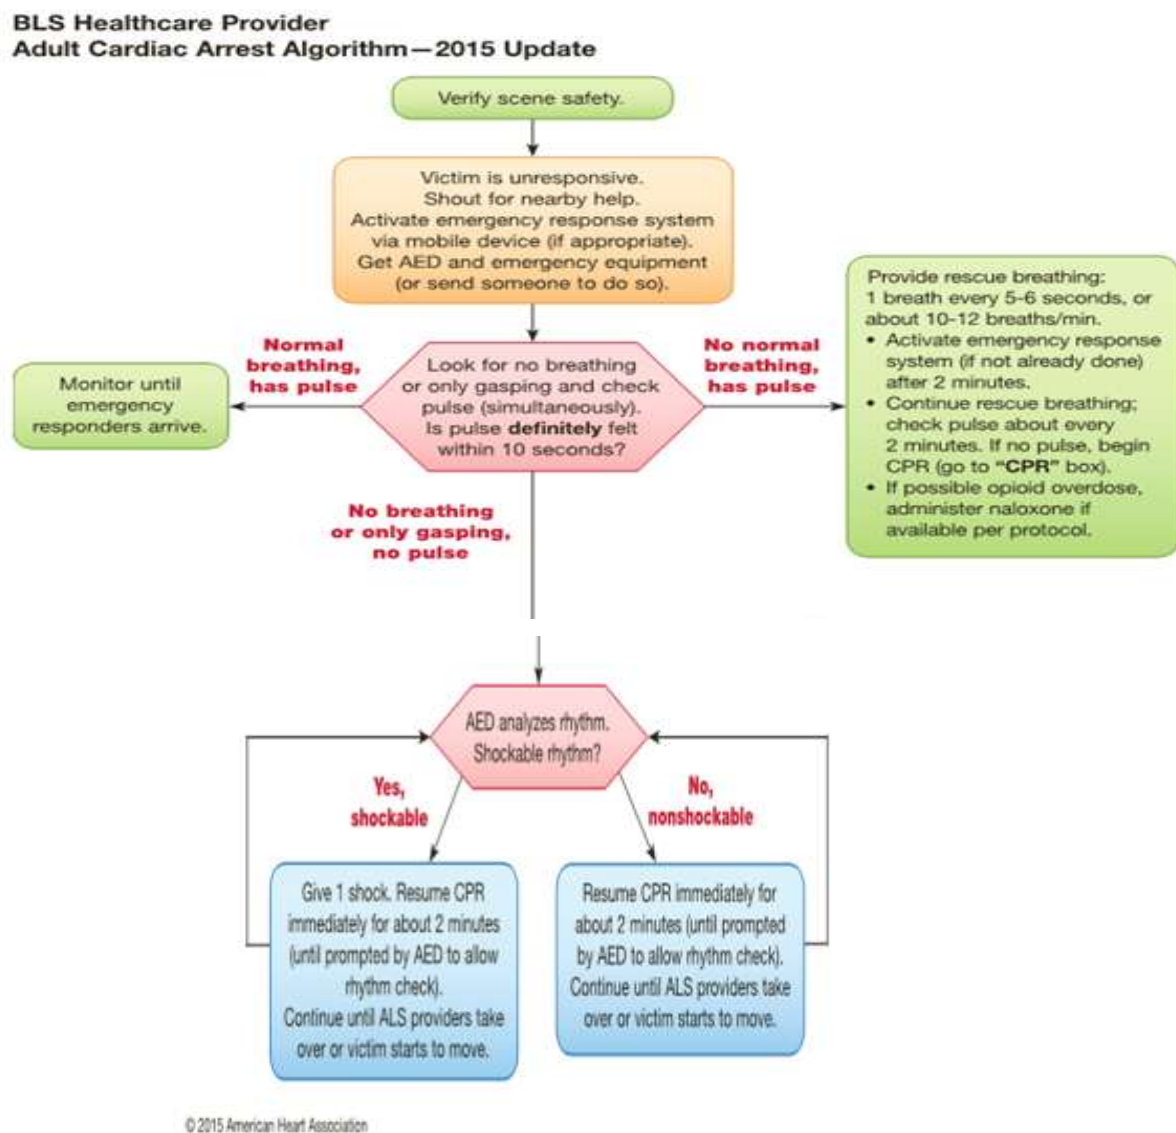 BLS Healthcare Provider
Adult Cardiac Arrest Algorithm—2015 Update
Verify scene safety.
Victim is unresponsive.
Shout for nearby help.
Activate emergency response system
via mobile device (if appropriate).
Get AED and emergency equipment
(or send someone to do so).
Normal
breathing,
has pulse
Monitor until
emergency
responders arrive.
Look for no breathing
or only gasping and check
pulse (simultaneously).
Is pulse definitely felt
within 10 seconds?
No normal
breathing,
has pulse
Provide rescue breathing:
1 breath every 5-6 seconds, or
about 10-12 breaths/min.
• Activate emergency response
system (if not already done)
after 2 minutes.
• Continue rescue breathing;
check pulse about every
2 minutes. If no pulse, begin
CPR (go to “CPR” box).
• If possible opioid overdose,
administer naloxone if
available per protocol.
No breathing
or only gasping,
no pulse
AED analyzes rhythm.
Shockable rhythm?
Yes,
shockable
No,
nonshockable
Give 1 shock. Resume CPR
immediately for about 2 minutes
(until prompted by AED to allow
rhythm check).
Continue until ALS providers take
over or victim starts to move.
Resume CPR immediately for
about 2 minutes (until prompted
by AED to allow rhythm check).
Continue until ALS providers take
over or victim starts to move.
© 2015 American Heart Association